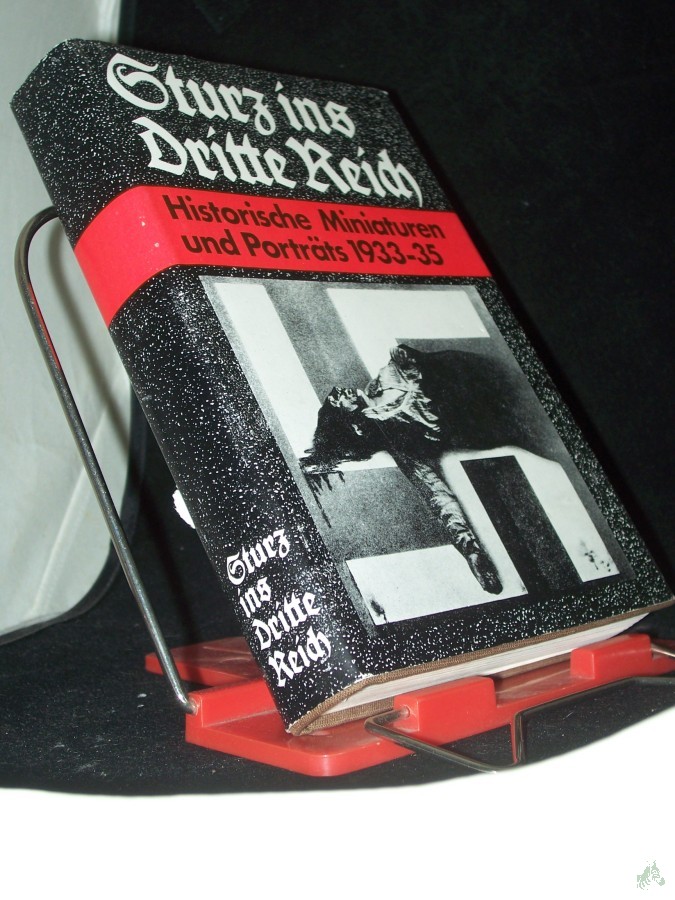 Sturz ins
Dritte Reich
Historische Miniaturen
und Porträts 1933-35
Sturz
ins
Dritte
Reich